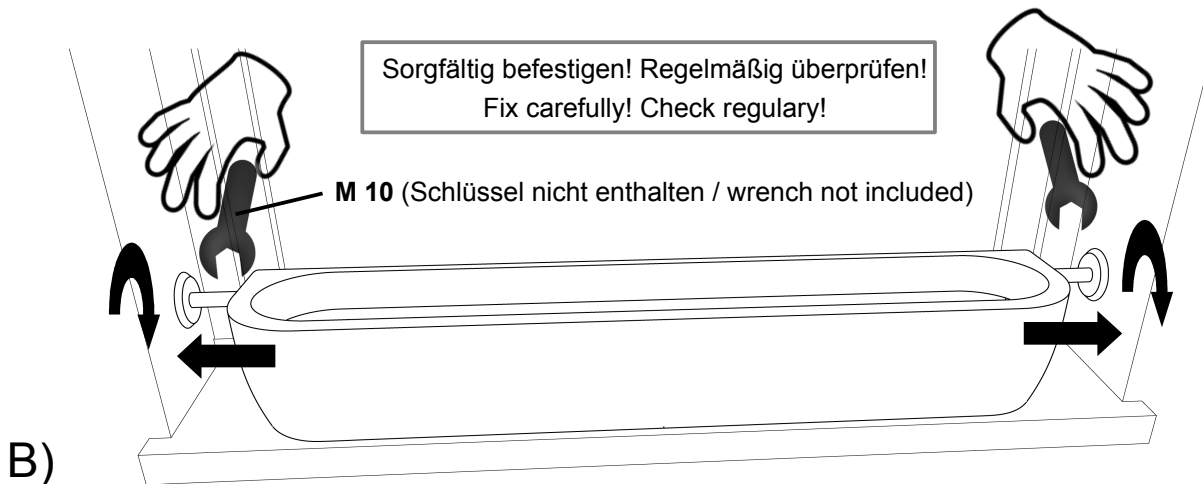 Sorgfältig befestigen! Regelmäßig überprüfen!
Fix carefully! Check regulary!
M 10 (Schlüssel nicht enthalten / wrench not included)
B)